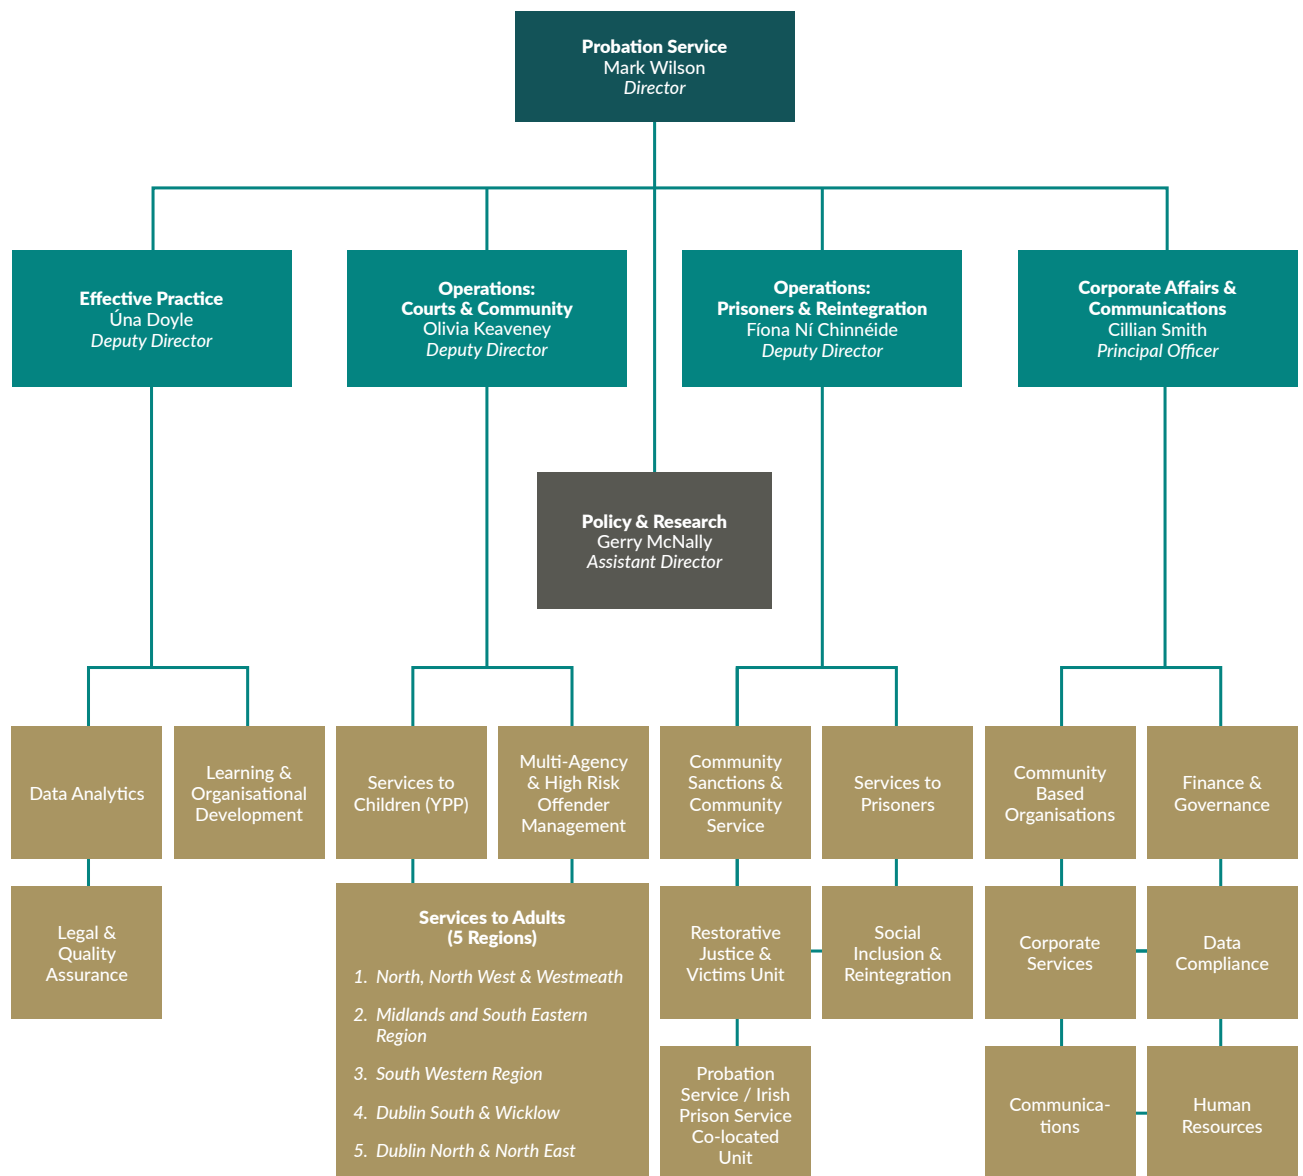 Probation Service
Mark Wilson
Director
Effective Practice
Úna Doyle
Deputy Director
Operations:
Courts & Community
Olivia Keaveney
Deputy Director
Operations:
Prisoners & Reintegration
Fíona Ní Chinnéide
Deputy Director
Corporate Affairs &
Communications
Cillian Smith
Principal Officer
Policy & Research
Gerry McNally
Assistant Director
Data Analytics
Learning &
Organisational
Development
Services to
Children (YPP)
Multi-Agency
& High Risk
Offender
Management
Community
Sanctions &
Community
Service
Services to
Prisoners
Community
Based
Organisations
Finance &
Governance
Legal &
Quality
Assurance
Services to Adults
(5 Regions)
1. North, North West & Westmeath
2. Midlands and South Eastern
Region
3. South Western Region
4. Dublin South & Wicklow
5. Dublin North & North East
Restorative
Justice &
Victims Unit
Social
Inclusion &
Reintegration
Corporate
Services
Data
Compliance
Probation
Service / Irish
Prison Service
Co-located
Unit
Communica-
tions
Human
Resources